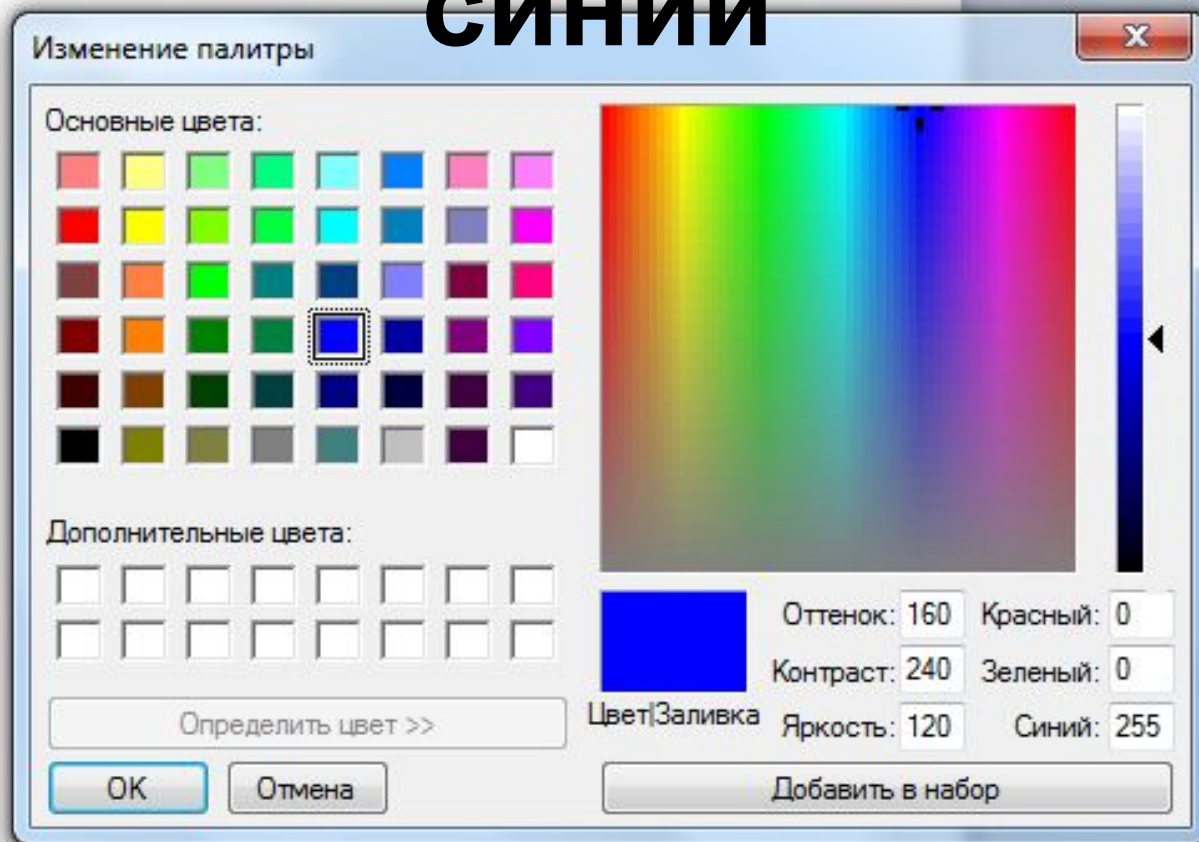 синий
Изменение палитры
x
Основные цвета:
Дополнительные цвета:
Определить цвет >>
OK
Отмена
Цвет|Заливка
Оттенок: 160
Красный: 0
Контраст: 240
Зеленый: 0
Яркость: 120
Синий: 255
Добавить в набор